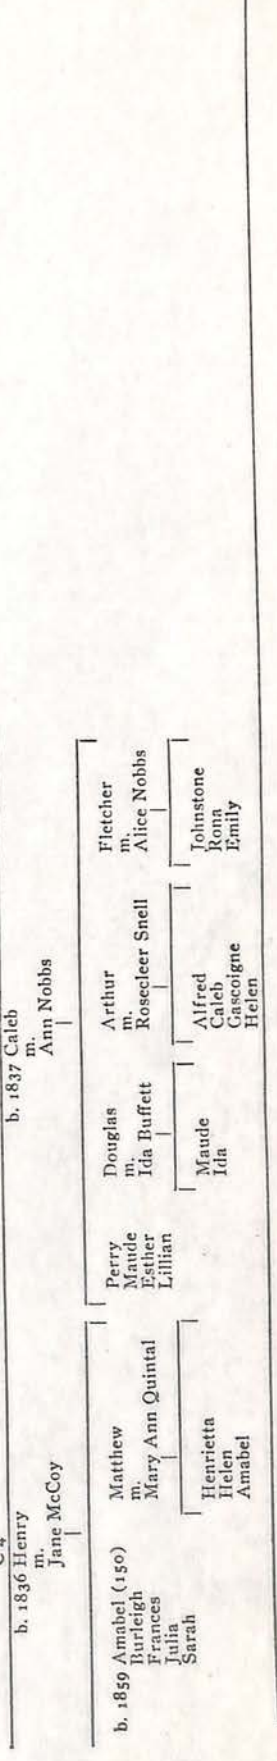 b. 1836 Henry
m.
Jane McCoy
b. 1859 Amabel (150)
Burleigh
Frances
Julia
Sarah
Matthew
m.
Mary Ann Quintal
Henrietta
Helen
Amabel
b. 1837 Caleb
m.
Ann Nobbs
Perry
Maude
Esther
Lillian
Douglas
m.
Ida Buffett
Maude
Ida
Arthur
m.
Rosecleer Snell
Alfred
Caleb
Gascoigne
Helen
Fletcher
m.
Alice Nobbs
Johnstone
Rona
Emily